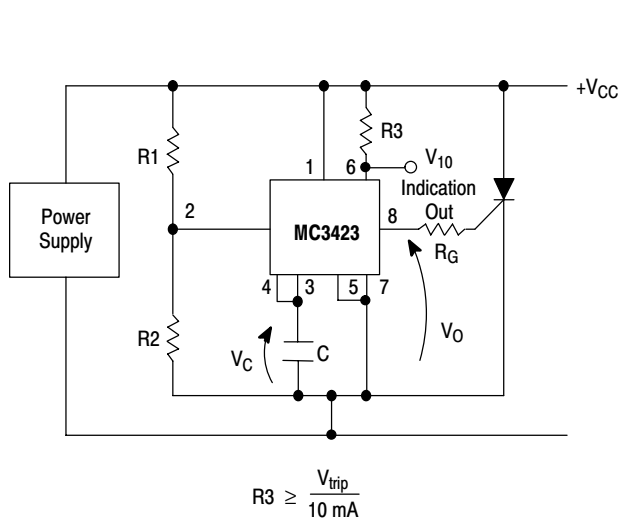 +VCC
R3
R1
1
6
V10
Indication
Out
2
8
Power
Supply
MC3423
RG
4
3
5
7
R2
VC
C
VO
R3 ≥ Vtrip
10 mA